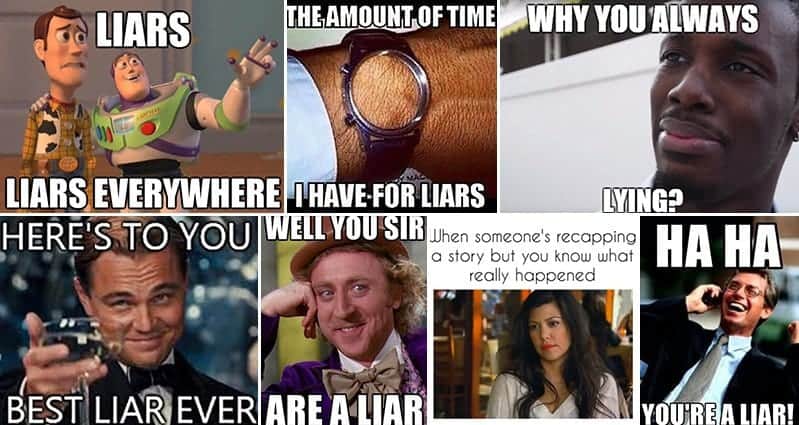 LIARS
LIARS EVERYWHERE
THE AMOUNT OF TIME
I HAVE FOR LIARS
WHY YOU ALWAYS
LYING?
HERE'S TO YOU
BEST LIAR EVER
WELL YOU SIR
ARE A LIAR
When someone's recapping
a story but you know what
really happened
HA HA
YOU'RE A LIAR!